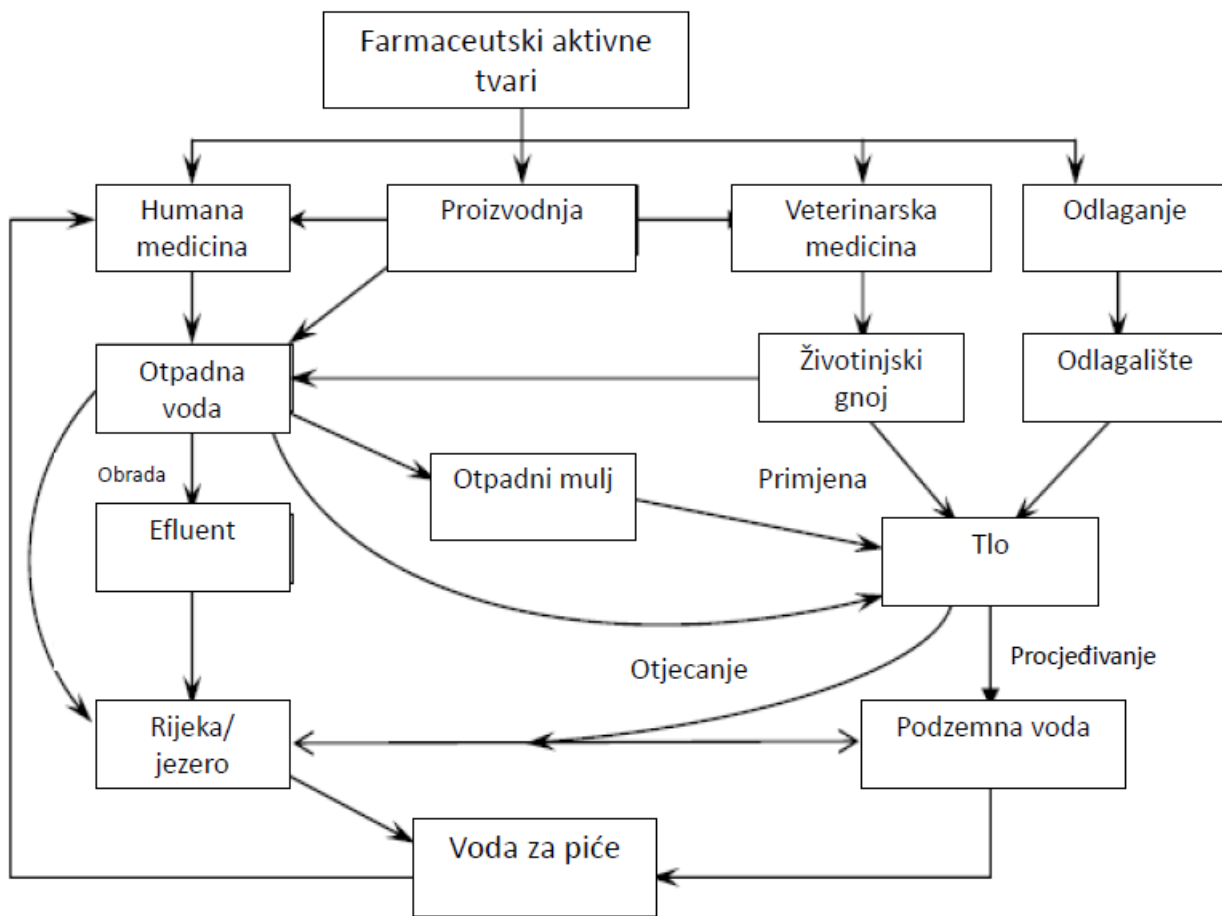 Farmaceutski aktivne
tvari
Humana
medicina
Proizvodnja
Veterinarska
medicina
Odlaganje
Otpadna
voda
Životinjski
gnoj
Odlagalište
Obrada
Otpadni mulj
Primjena
Efluent
Tlo
Otjecanje
Procjeđivanje
Rijeka/
jezero
Podzemna voda
Voda za piće